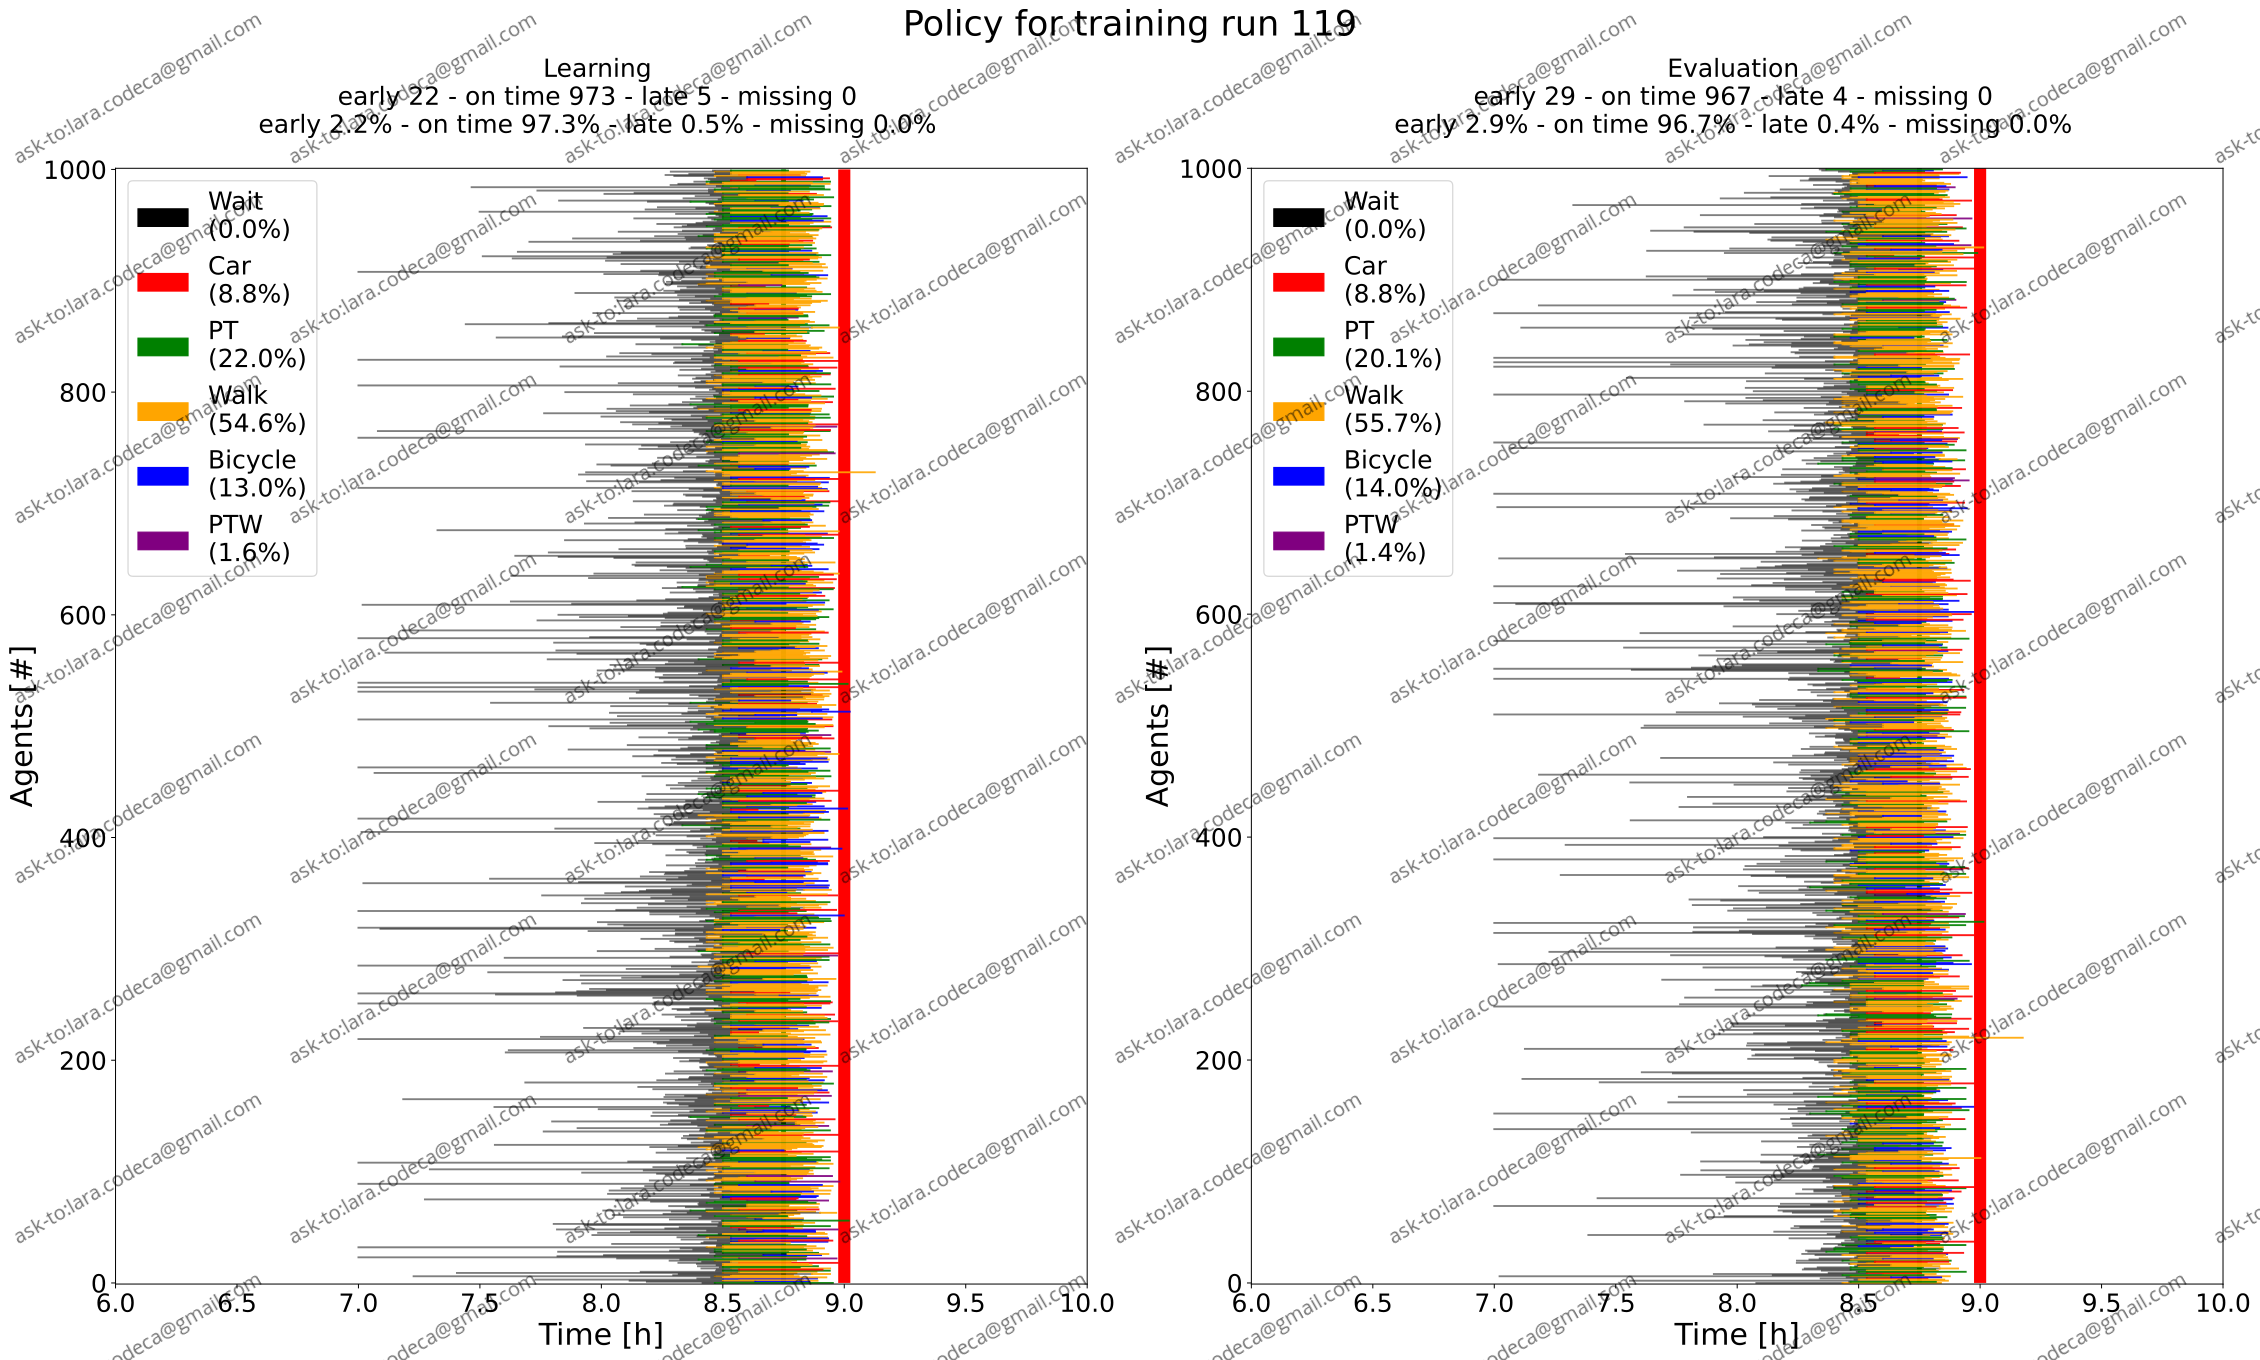 Policy for training run 119
Learning
early 22 - on time 973 - late 5 - missing 0
early 2.2% - on time 97.3% - late 0.5% - missing 0.0%
Wait
(0.0%)
Car
(8.8%)
PT
(22.0%)
Walk
(54.6%)
Bicycle
(13.0%)
PTW
(1.6%)
Agents [#]
1000
800
600
400
200
0
6.0 6.5 7.0 7.5 8.0 8.5 9.0 9.5 10.0
Time [h]
Evaluation
early 29 - on time 967 - late 4 - missing 0
early 2.9% - on time 96.7% - late 0.4% - missing 0.0%
Wait
(0.0%)
Car
(8.8%)
PT
(20.1%)
Walk
(55.7%)
Bicycle
(14.0%)
PTW
(1.4%)
Agents [#]
1000
800
600
400
200
0
6.0 6.5 7.0 7.5 8.0 8.5 9.0 9.5 10.0
Time [h]
ask-to:lara.codeca@gmail.com